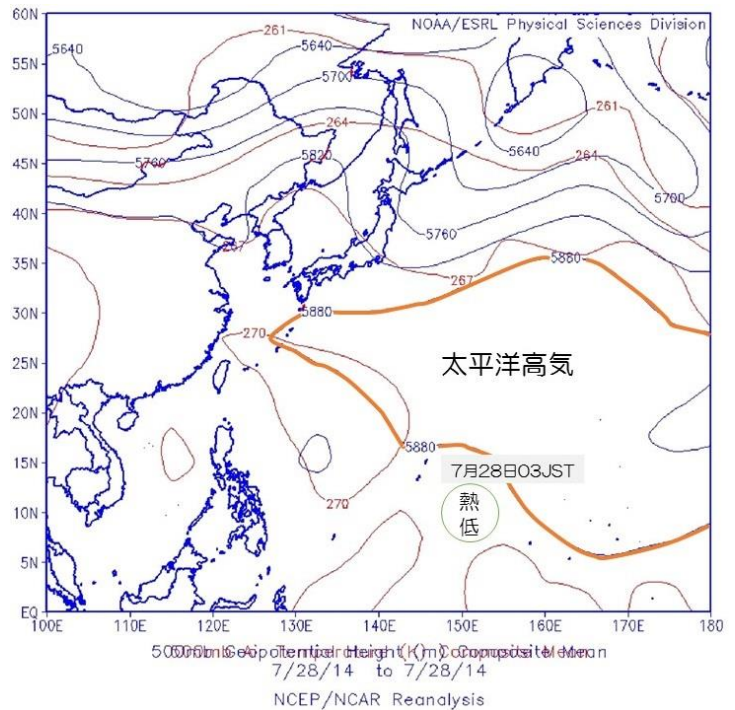 NOAA/ESRL Physical Sciences Division
60N
55N
50N
45N
40N
35N
30N
25N
20N
15N
10N
5N
EQ
5640
261
5640
5700
264
5760
5820
267
5760
267
5640
261
264
5700
5880
5880
270
太平洋高気
5880
7月28日03JST
熱
低
270
100E
110E
120E
130E
140E
150E
160E
170E
180
7/28/14 to 7/28/14
NCEP/NCAR Reanalysis